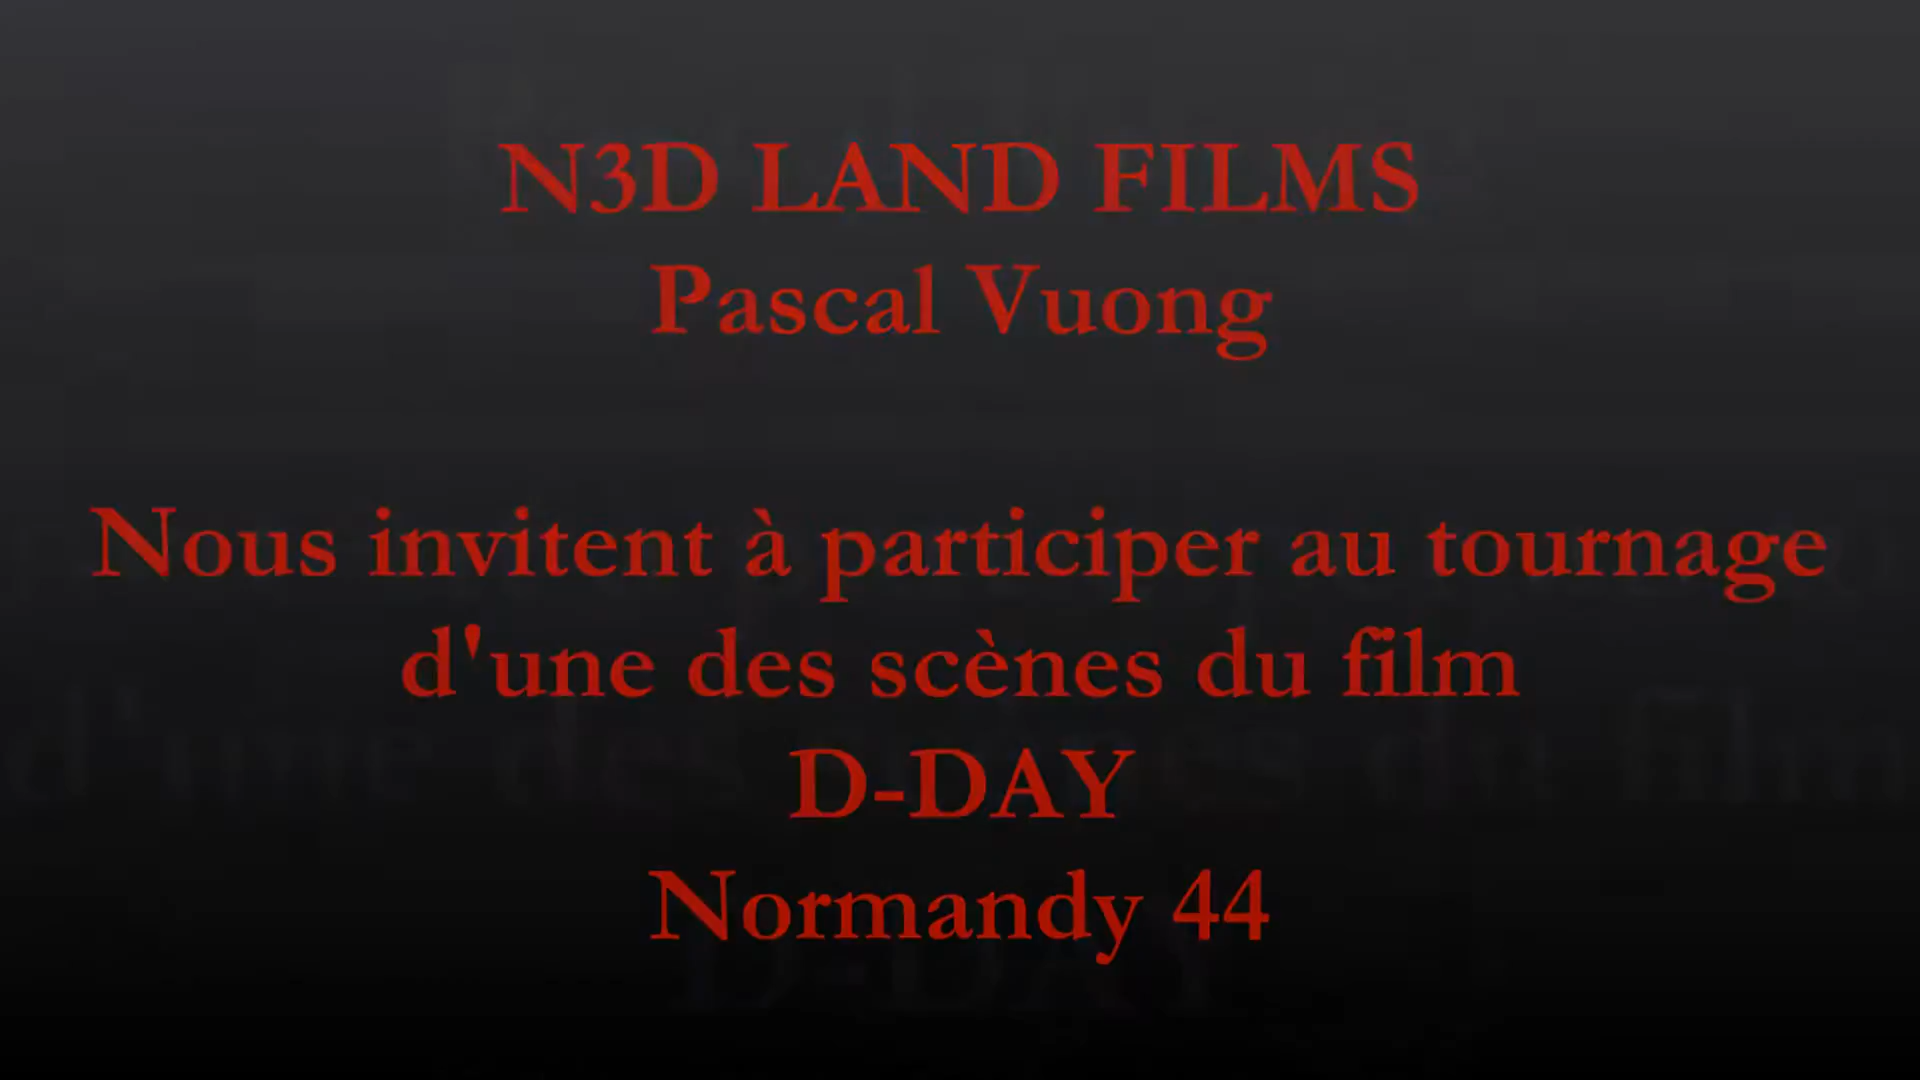 N3D LAND FILMS
Pascal Vuong
Nous invitent à participer au tournage
d'une des scènes du film
D-DAY
Normandy 44